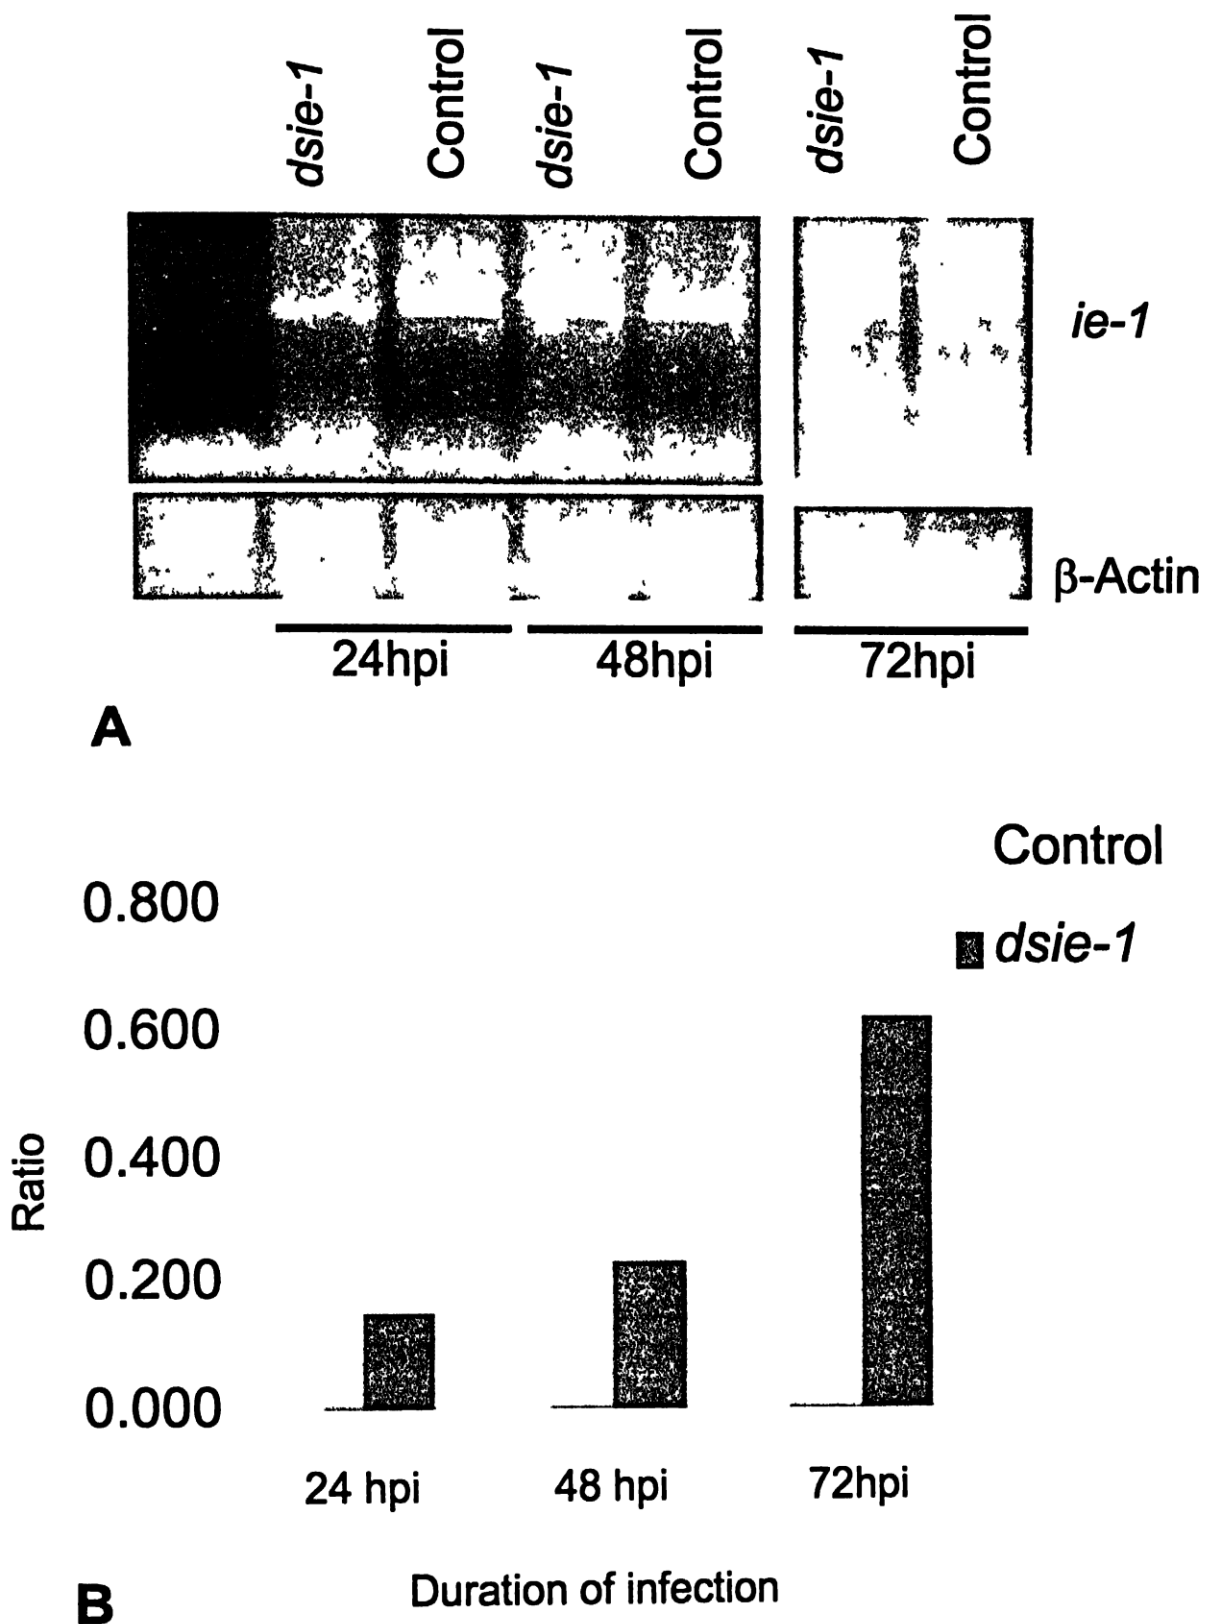 dsie-1
Control
dsie-1
Control
dsie-1
Control
ie-1
β-Actin
24hpi
48hpi
72hpi
A
Control
dsie-1
0.800
0.600
0.400
0.200
0.000
Ratio
24 hpi
48 hpi
72hpi
Duration of infection
B